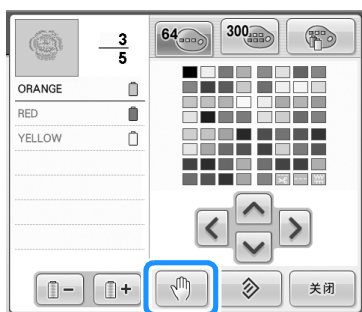 3
5
64
300
ORANGE
RED
YELLOW
− +
关闭